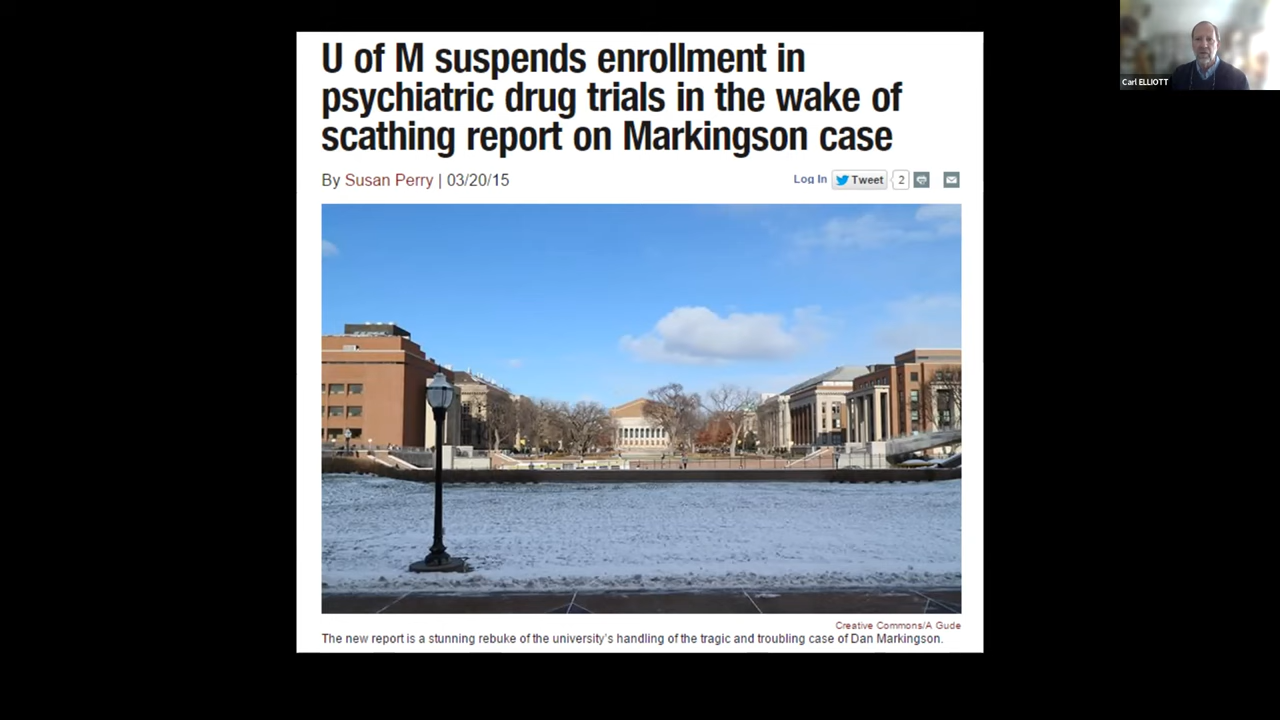 U of M suspends enrollment in
psychiatric drug trials in the wake of
scathing report on Markingson case
By Susan Perry | 03/20/15
Log In Tweet 2
Creative Commons/A Gude
The new report is a stunning rebuke of the university's handling of the tragic and troubling case of Dan Markingson.
Carl ELLIOTT